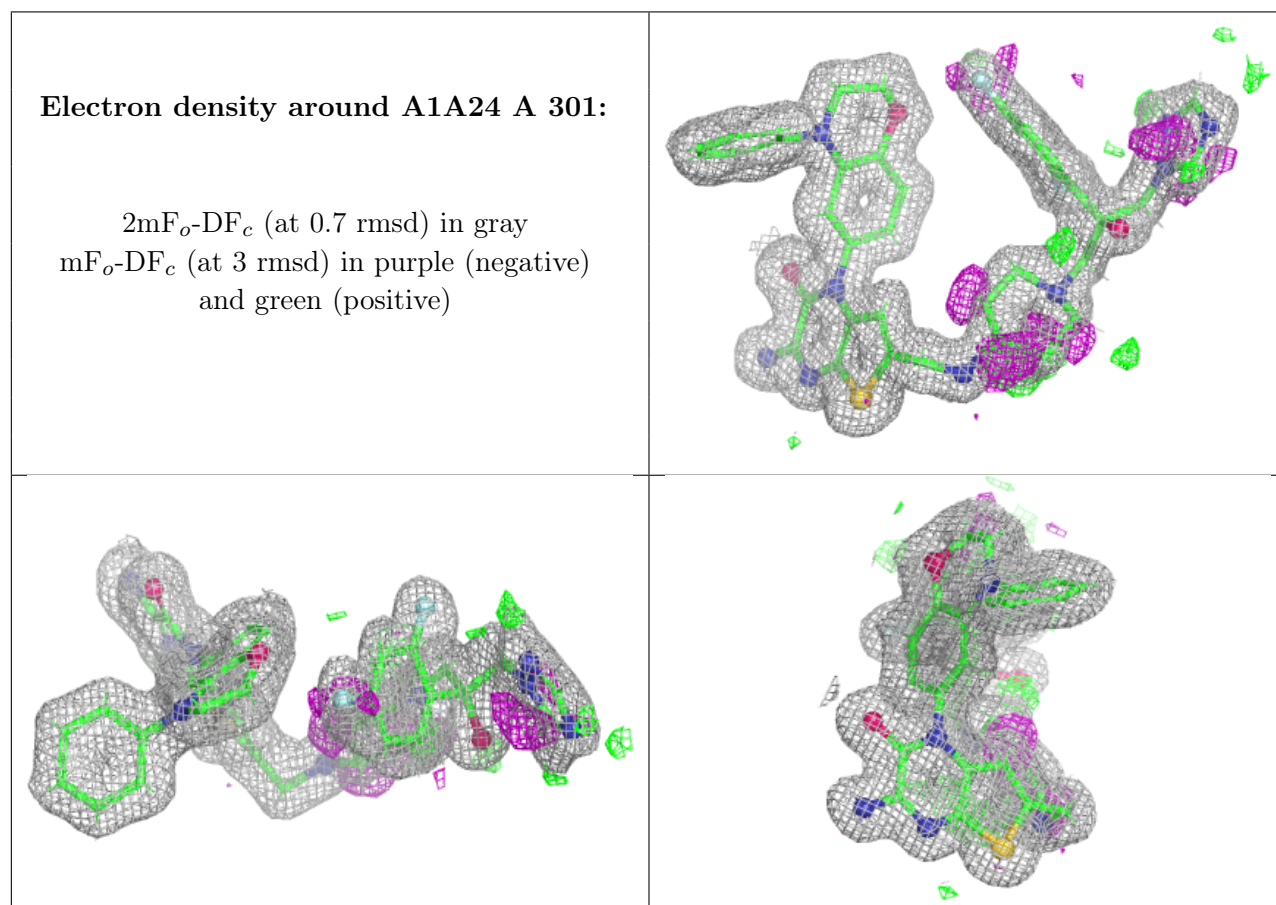 Electron density around A1A24 A 301:
2mFo-DFc (at 0.7 rmsd) in gray
mFo-DFc (at 3 rmsd) in purple (negative)
and green (positive)